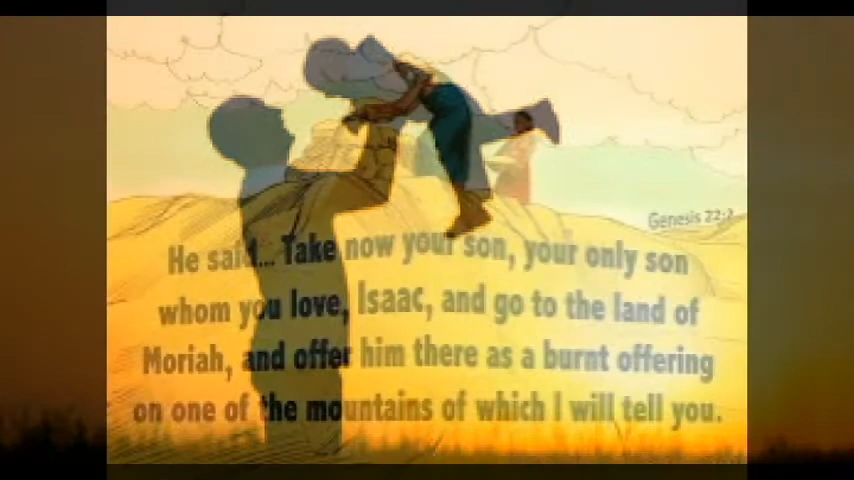 Genesis 22:2
He said... Take now your son, your only son
whom you love, Isaac, and go to the land of
Moriah, and offer him there as a burnt offering
on one of the mountains of which I will tell you.